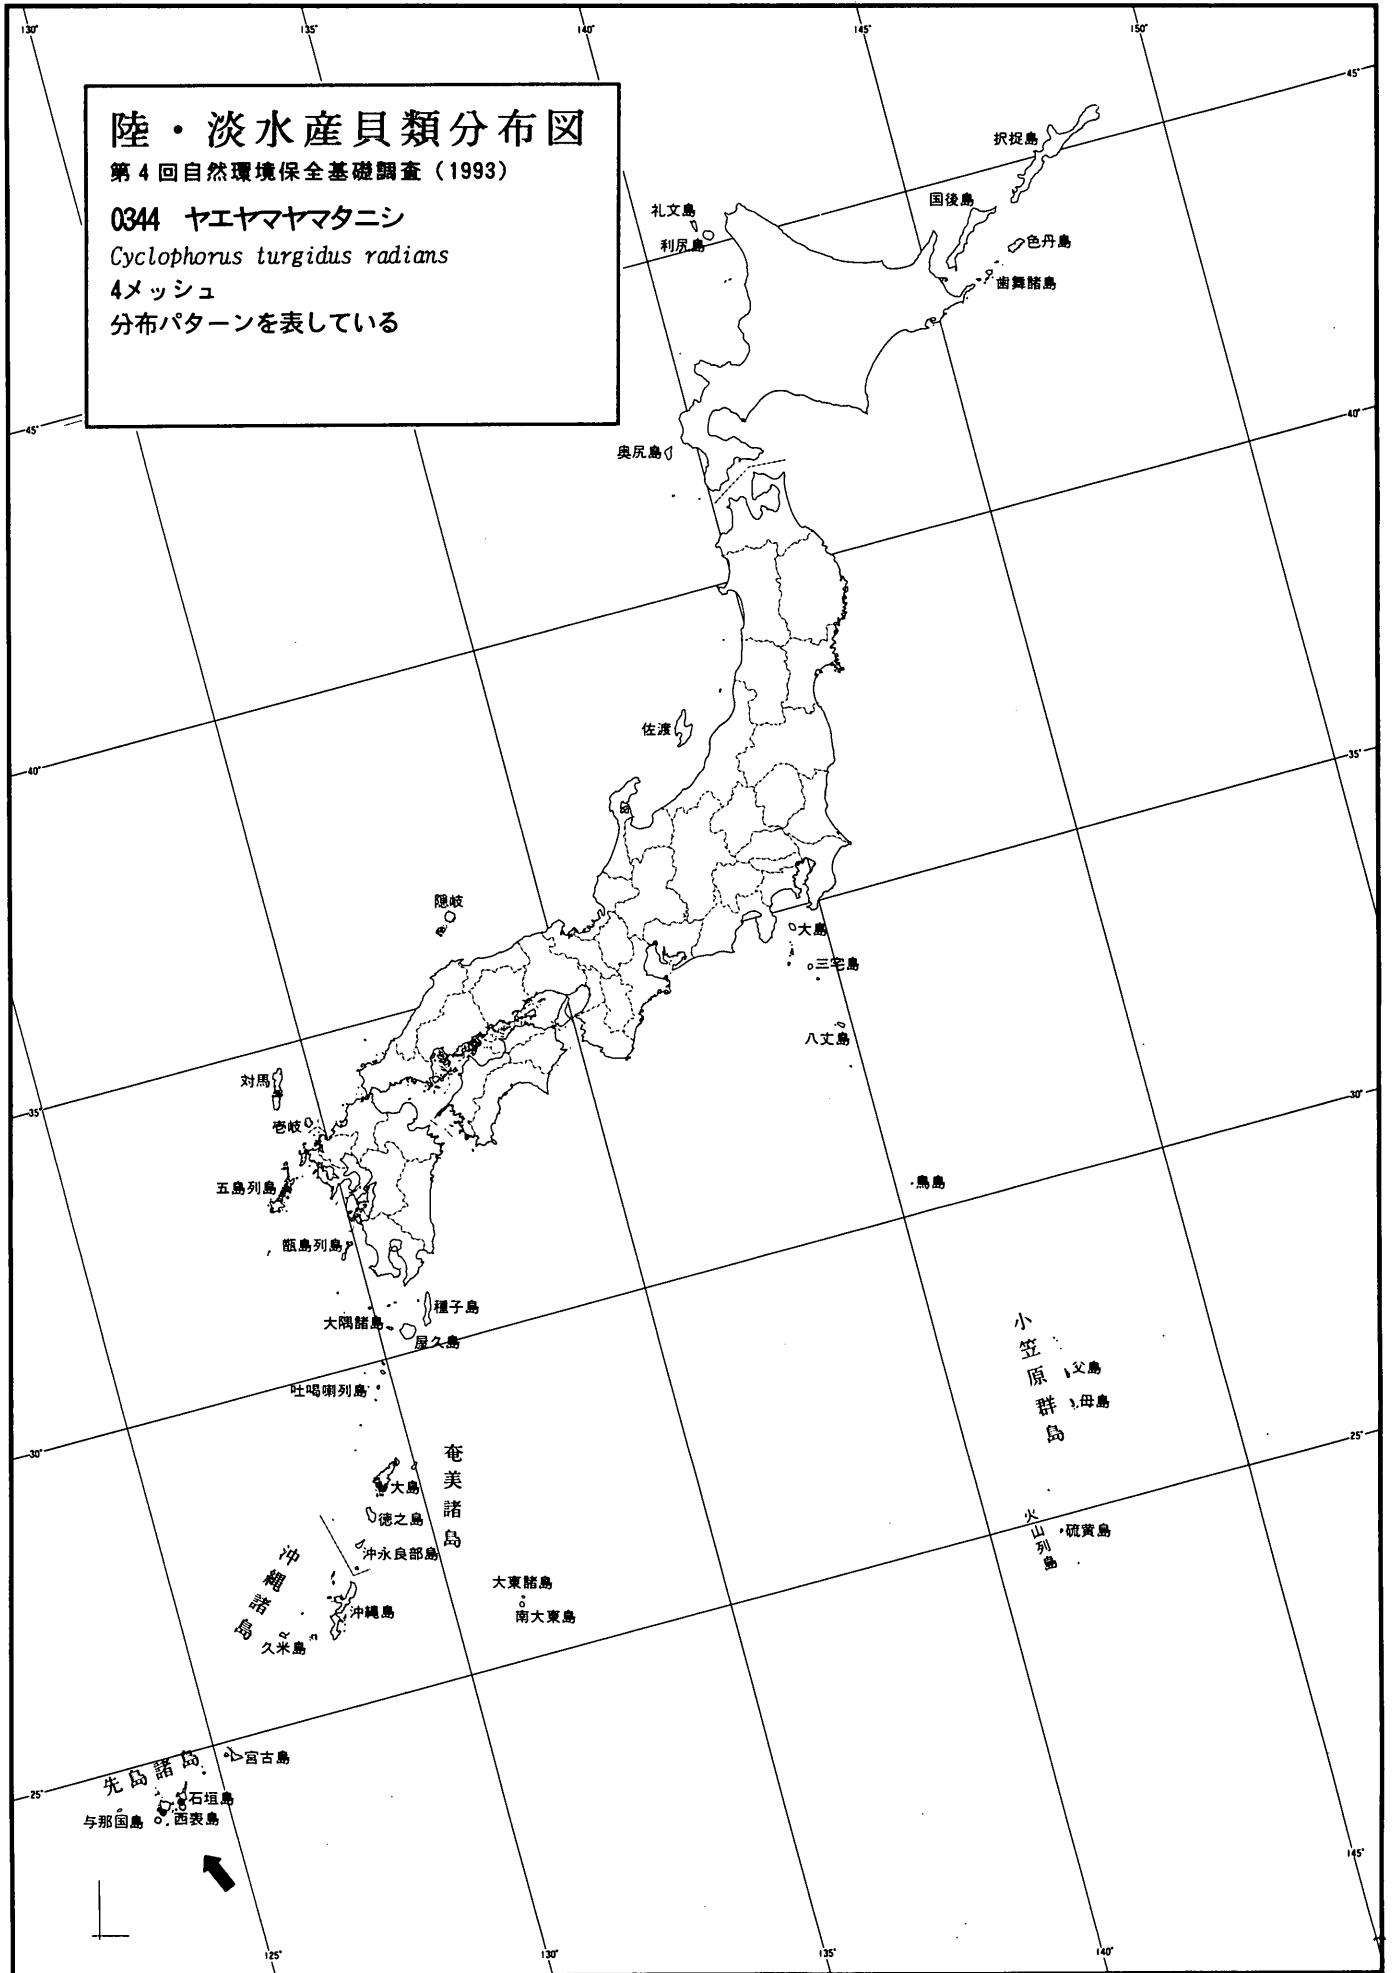 130°
135°
140°
145°
150°
陸・淡水産貝類分布図
第4回自然環境保全基礎調査（1993）
0344 ヤエヤマヤマタニシ
Cyclophorus turgidus radians
4メッシュ
分布パターンを表している
45°
択捉島
国後島
礼文島
利尻島
色丹島
歯舞諸島
40°
45°
奥尻島
佐渡
35°
40°
隠岐
大島
三宅島
八丈島
対馬
30°
35°
壱岐
五島列島
鳥島
甑島列島
種子島
大隅諸島
屋久島
小笠原群島
父島
吐噶喇列島
母島
25°
30°
奄美諸島
大島
徳之島
火山列島
硫黄島
沖永良部島
沖縄諸島
大東諸島
沖縄島
南大東島
久米島
宮古島
先島諸島
25°
石垣島
与那国島
西表島
145°
125°
130°
135°
140°